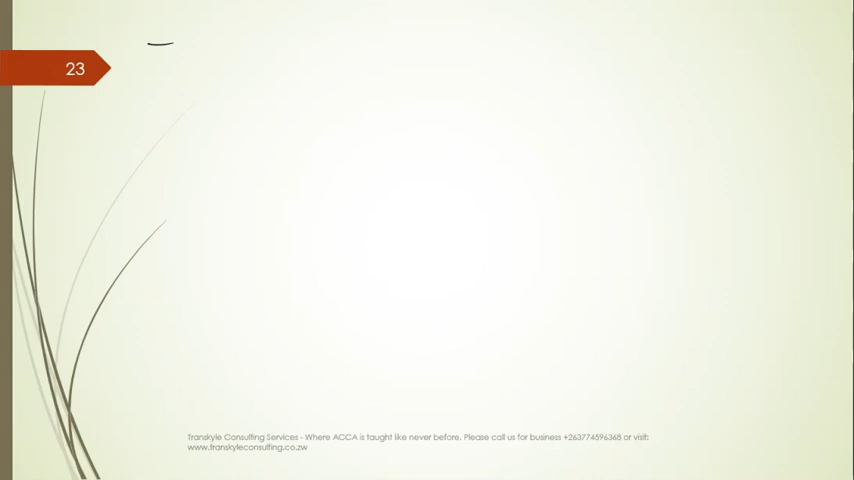 23
Transkyle Consulting Services - Where ACCA is taught like never before. Please call us for business +263774596368 or visit:
www.transkyleconsulting.co.zw